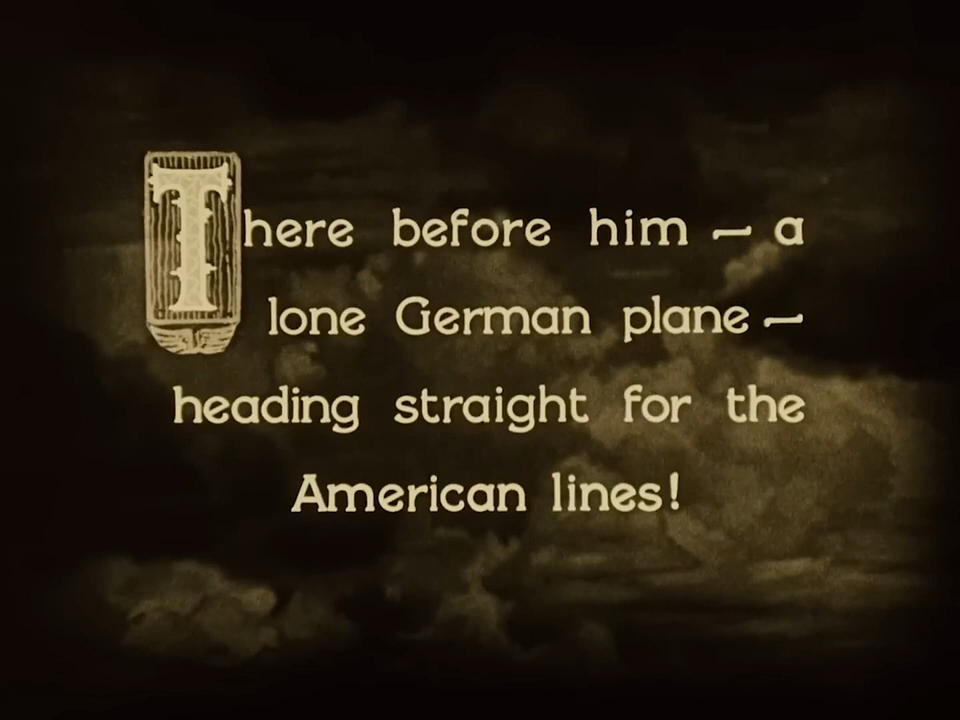 There before him — a
lone German plane —
heading straight for the
American lines!